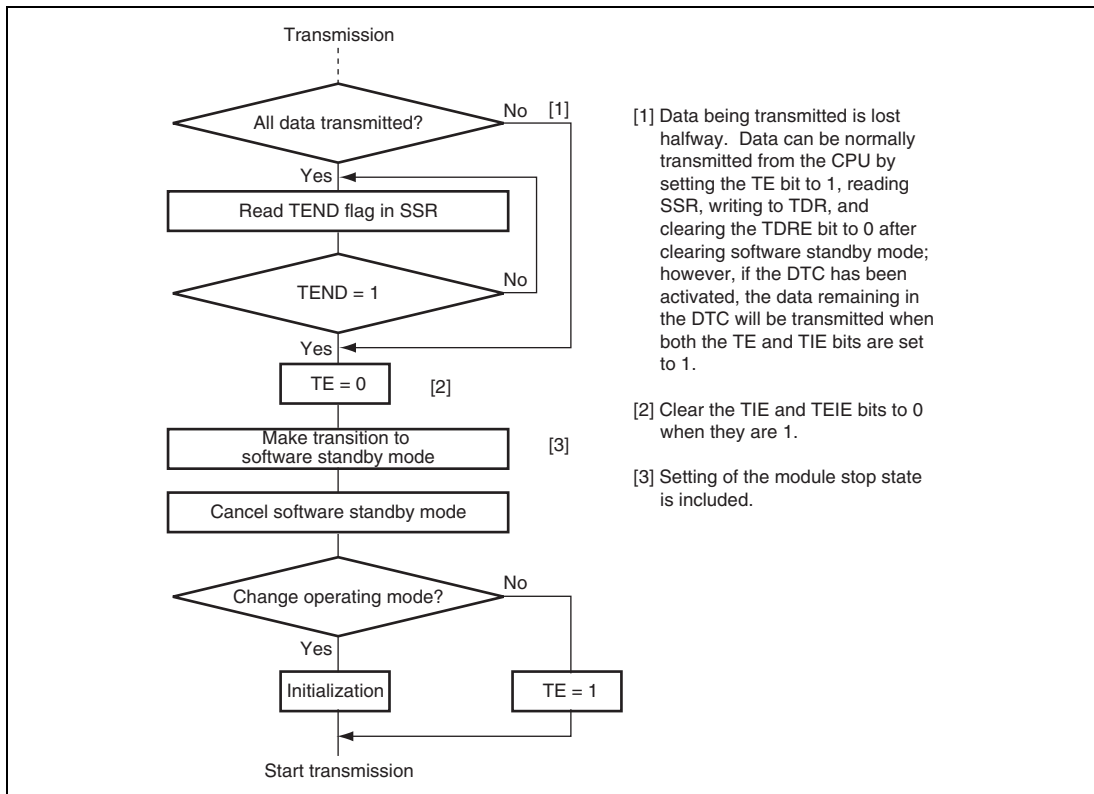 Transmission
All data transmitted?
No
[1]
Yes
Read TEND flag in SSR
TEND = 1
No
Yes
TE = 0
[2]
Make transition to
software standby mode
[3]
Cancel software standby mode
Change operating mode?
No
Yes
Initialization
TE = 1
Start transmission
[1] Data being transmitted is lost
halfway. Data can be normally
transmitted from the CPU by
setting the TE bit to 1, reading
SSR, writing to TDR, and
clearing the TDRE bit to 0 after
clearing software standby mode;
however, if the DTC has been
activated, the data remaining in
the DTC will be transmitted when
both the TE and TIE bits are set
to 1.
[2] Clear the TIE and TEIE bits to 0
when they are 1.
[3] Setting of the module stop state
is included.